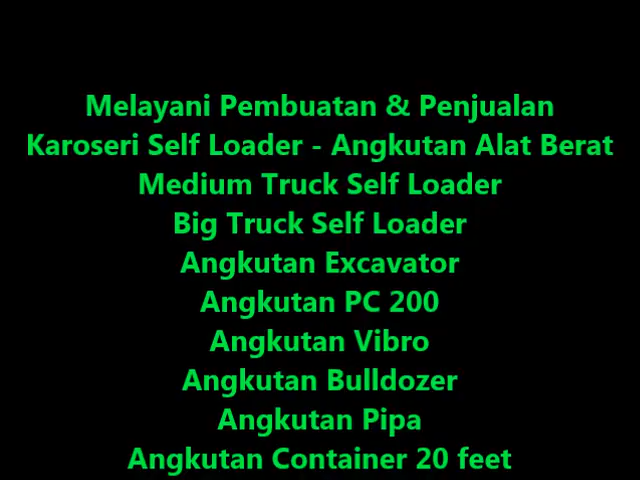 Melayani Pembuatan & Penjualan
Karoseri Self Loader - Angkutan Alat Berat
Medium Truck Self Loader
Big Truck Self Loader
Angkutan Excavator
Angkutan PC 200
Angkutan Vibro
Angkutan Bulldozer
Angkutan Pipa
Angkutan Container 20 feet